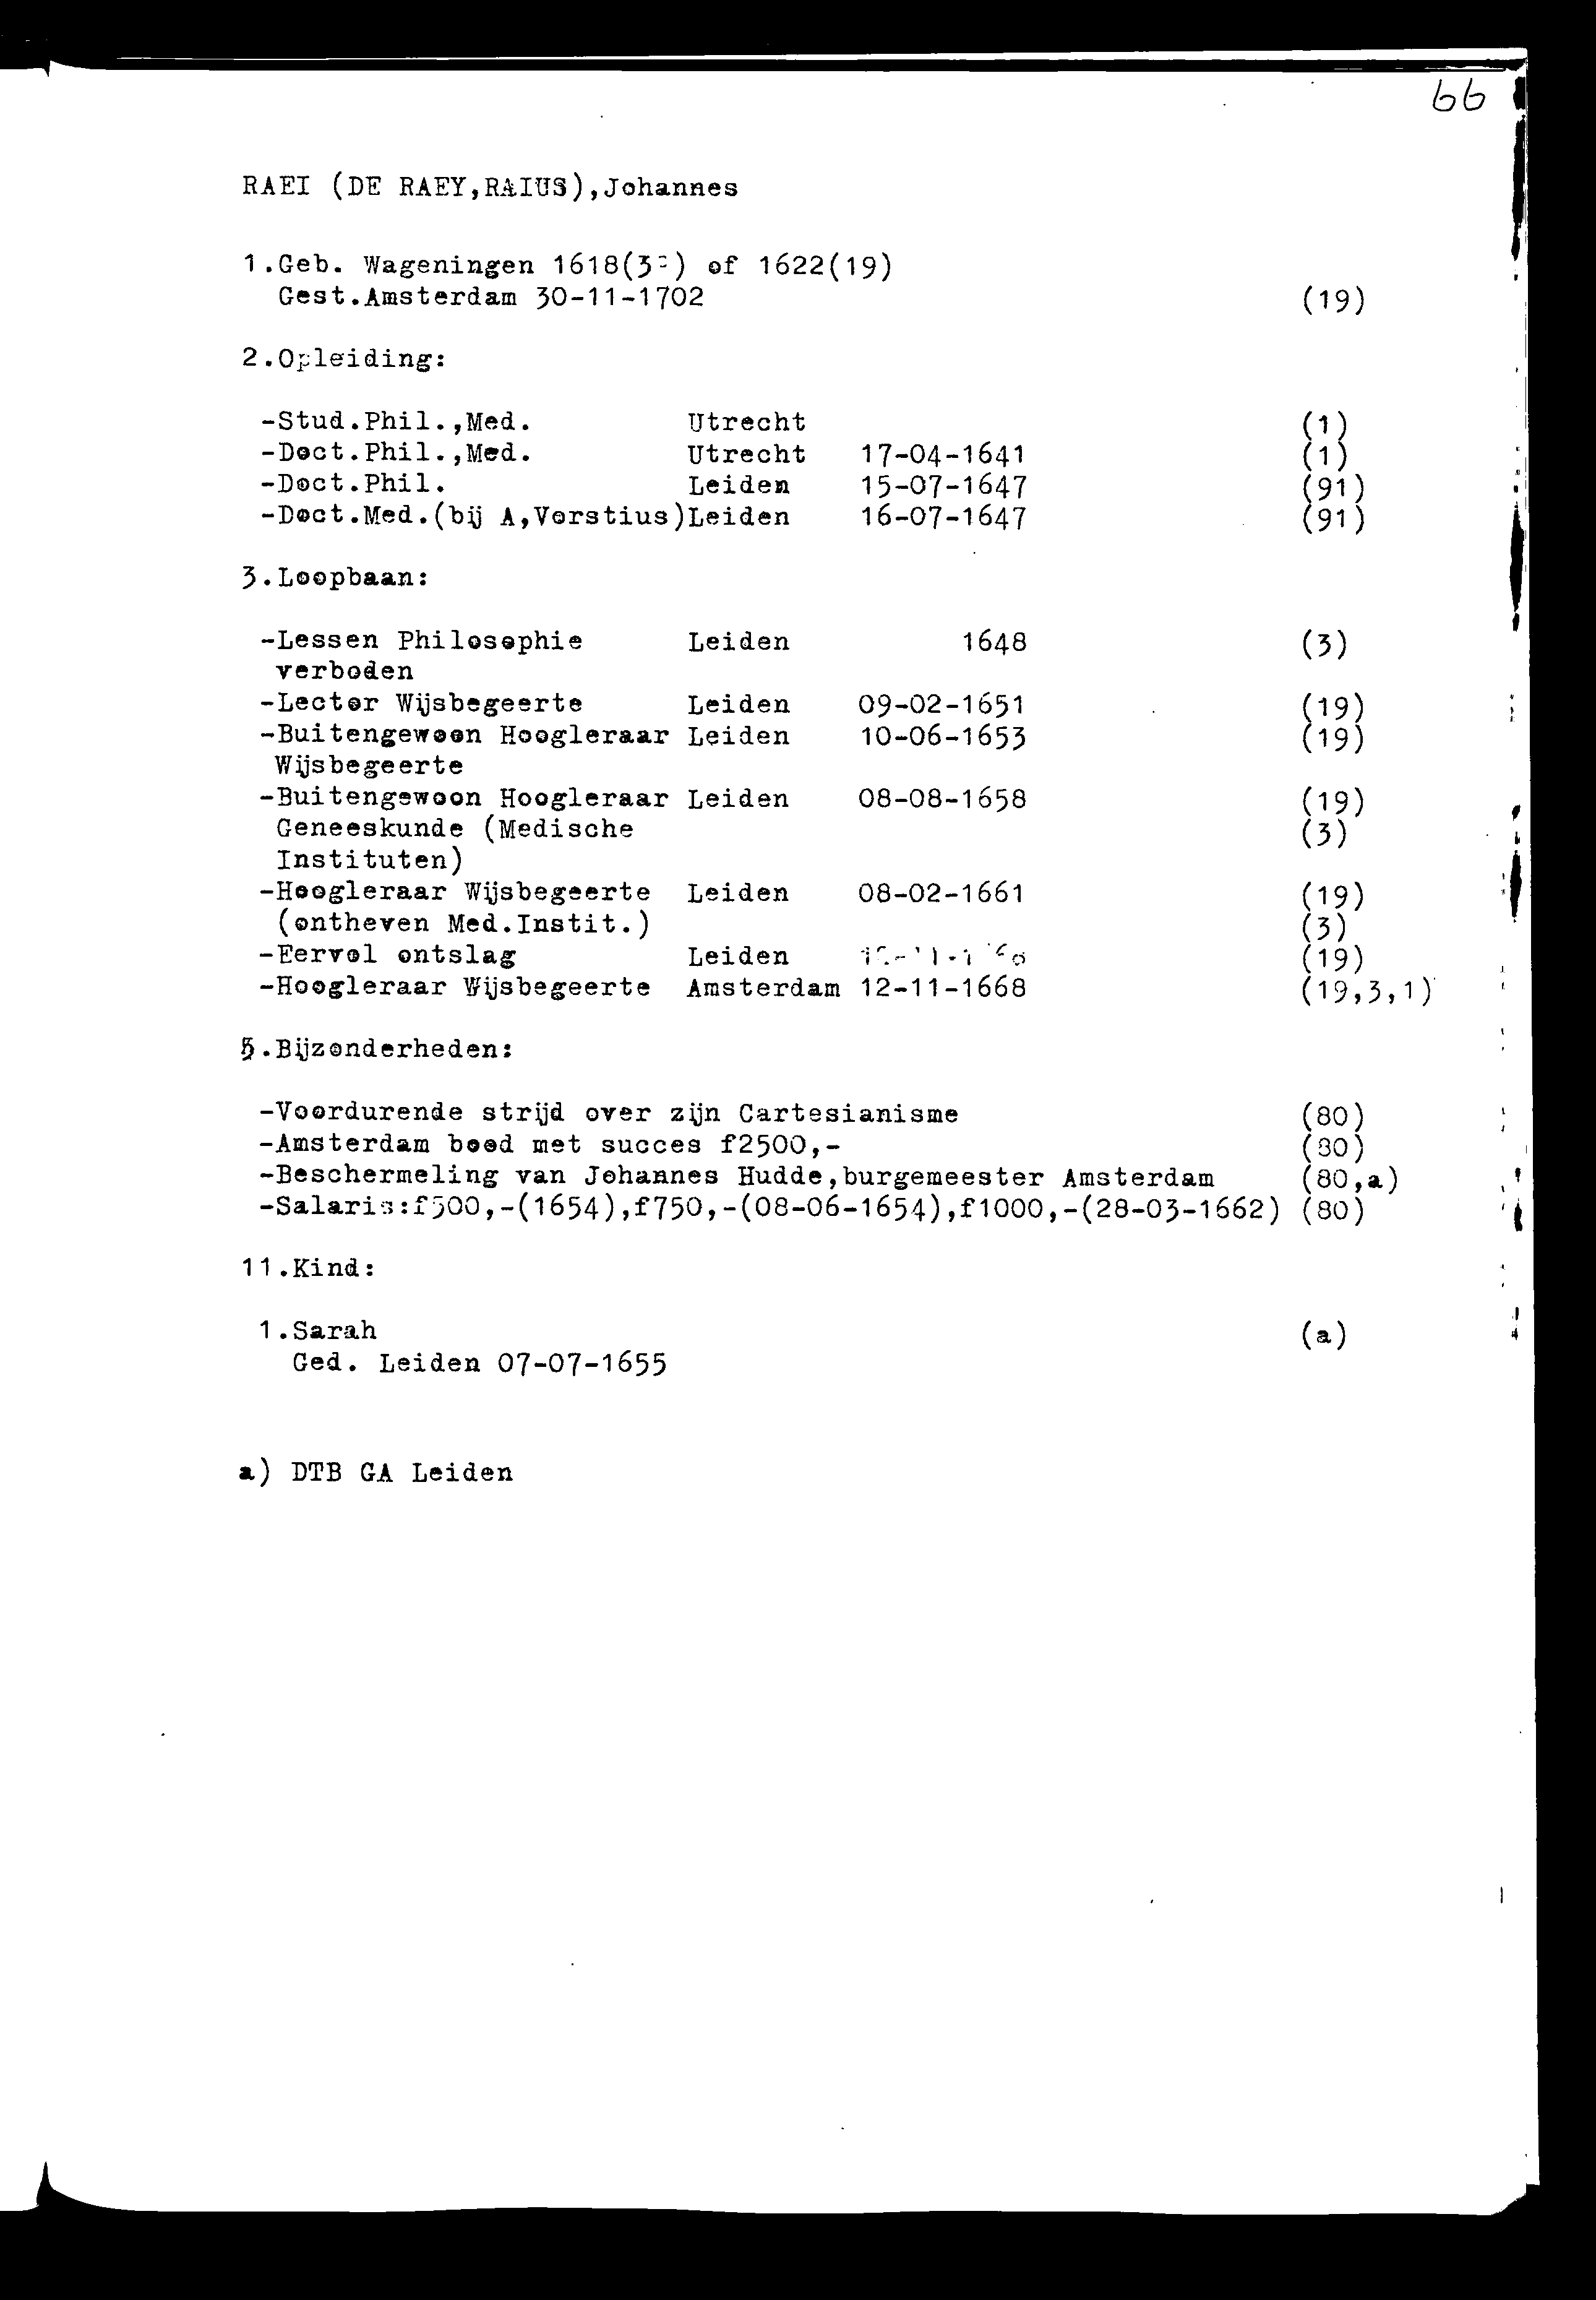 66
RAEI (DE RAEY,RAIUS),Johannes
1.Geb. Wageningen 1618 of 1622(19)
Gest.Amsterdam 30-11-1702 (19)
2.Opleiding:
-Stud.Phil.,Med. Utrecht (1)
-Doct.Phil.,Med. Utrecht 17-04-1641 (1)
-Doct.Phil. Leiden 15-07-1647 (91)
-Doct.Med.(bij A,Vorstius)Leiden 16-07-1647 (91)
3.Loopbaan:
-Lessen Philosophie Leiden 1648 (3)
verboden
-Lector Wijsbegeerte Leiden 09-02-1651 (19)
-Buitengewoon Hoogleraar Leiden 10-06-1653 (19)
Wijsbegeerte
-Buitengewoon Hoogleraar Leiden 08-08-1658 (19)
Geneeskunde (Medische (3)
Instituten)
-Hoogleraar Wijsbegeerte Leiden 08-02-1661 (19)
(ontheven Med.Instit.) (3)
-Eervol ontslag Leiden (19)
-Hoogleraar Wijsbegeerte Amsterdam 12-11-1668 (19,3,1)
5.Bijzonderheden:
-Voordurende strijd over zijn Cartesianisme (80)
-Amsterdam bood met succes f2500,- (80)
-Beschermeling van Johannes Hudde,burgemeester Amsterdam (80,a)
-Salaris:f500,-(1654),f750,-(08-06-1654),f1000,-(28-03-1662) (80)
11.Kind:
1.Sarah (a)
Ged. Leiden 07-07-1655
a) DTB GA Leiden